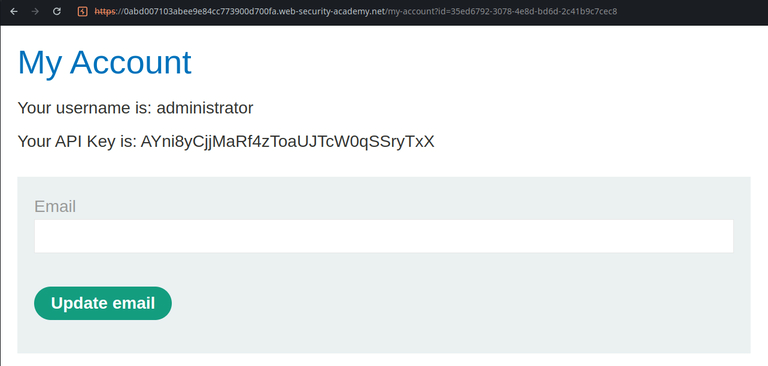 https://0abd007103abee9e84cc773900d700fa.web-security-academy.net/my-account?id=35ed6792-3078-4e8d-bd6d-2c41b9c7cec8
My Account
Your username is: administrator
Your API Key is: AYni8yCjjMaRf4zToaUJTcW0qSSryTxX
Email
Update email